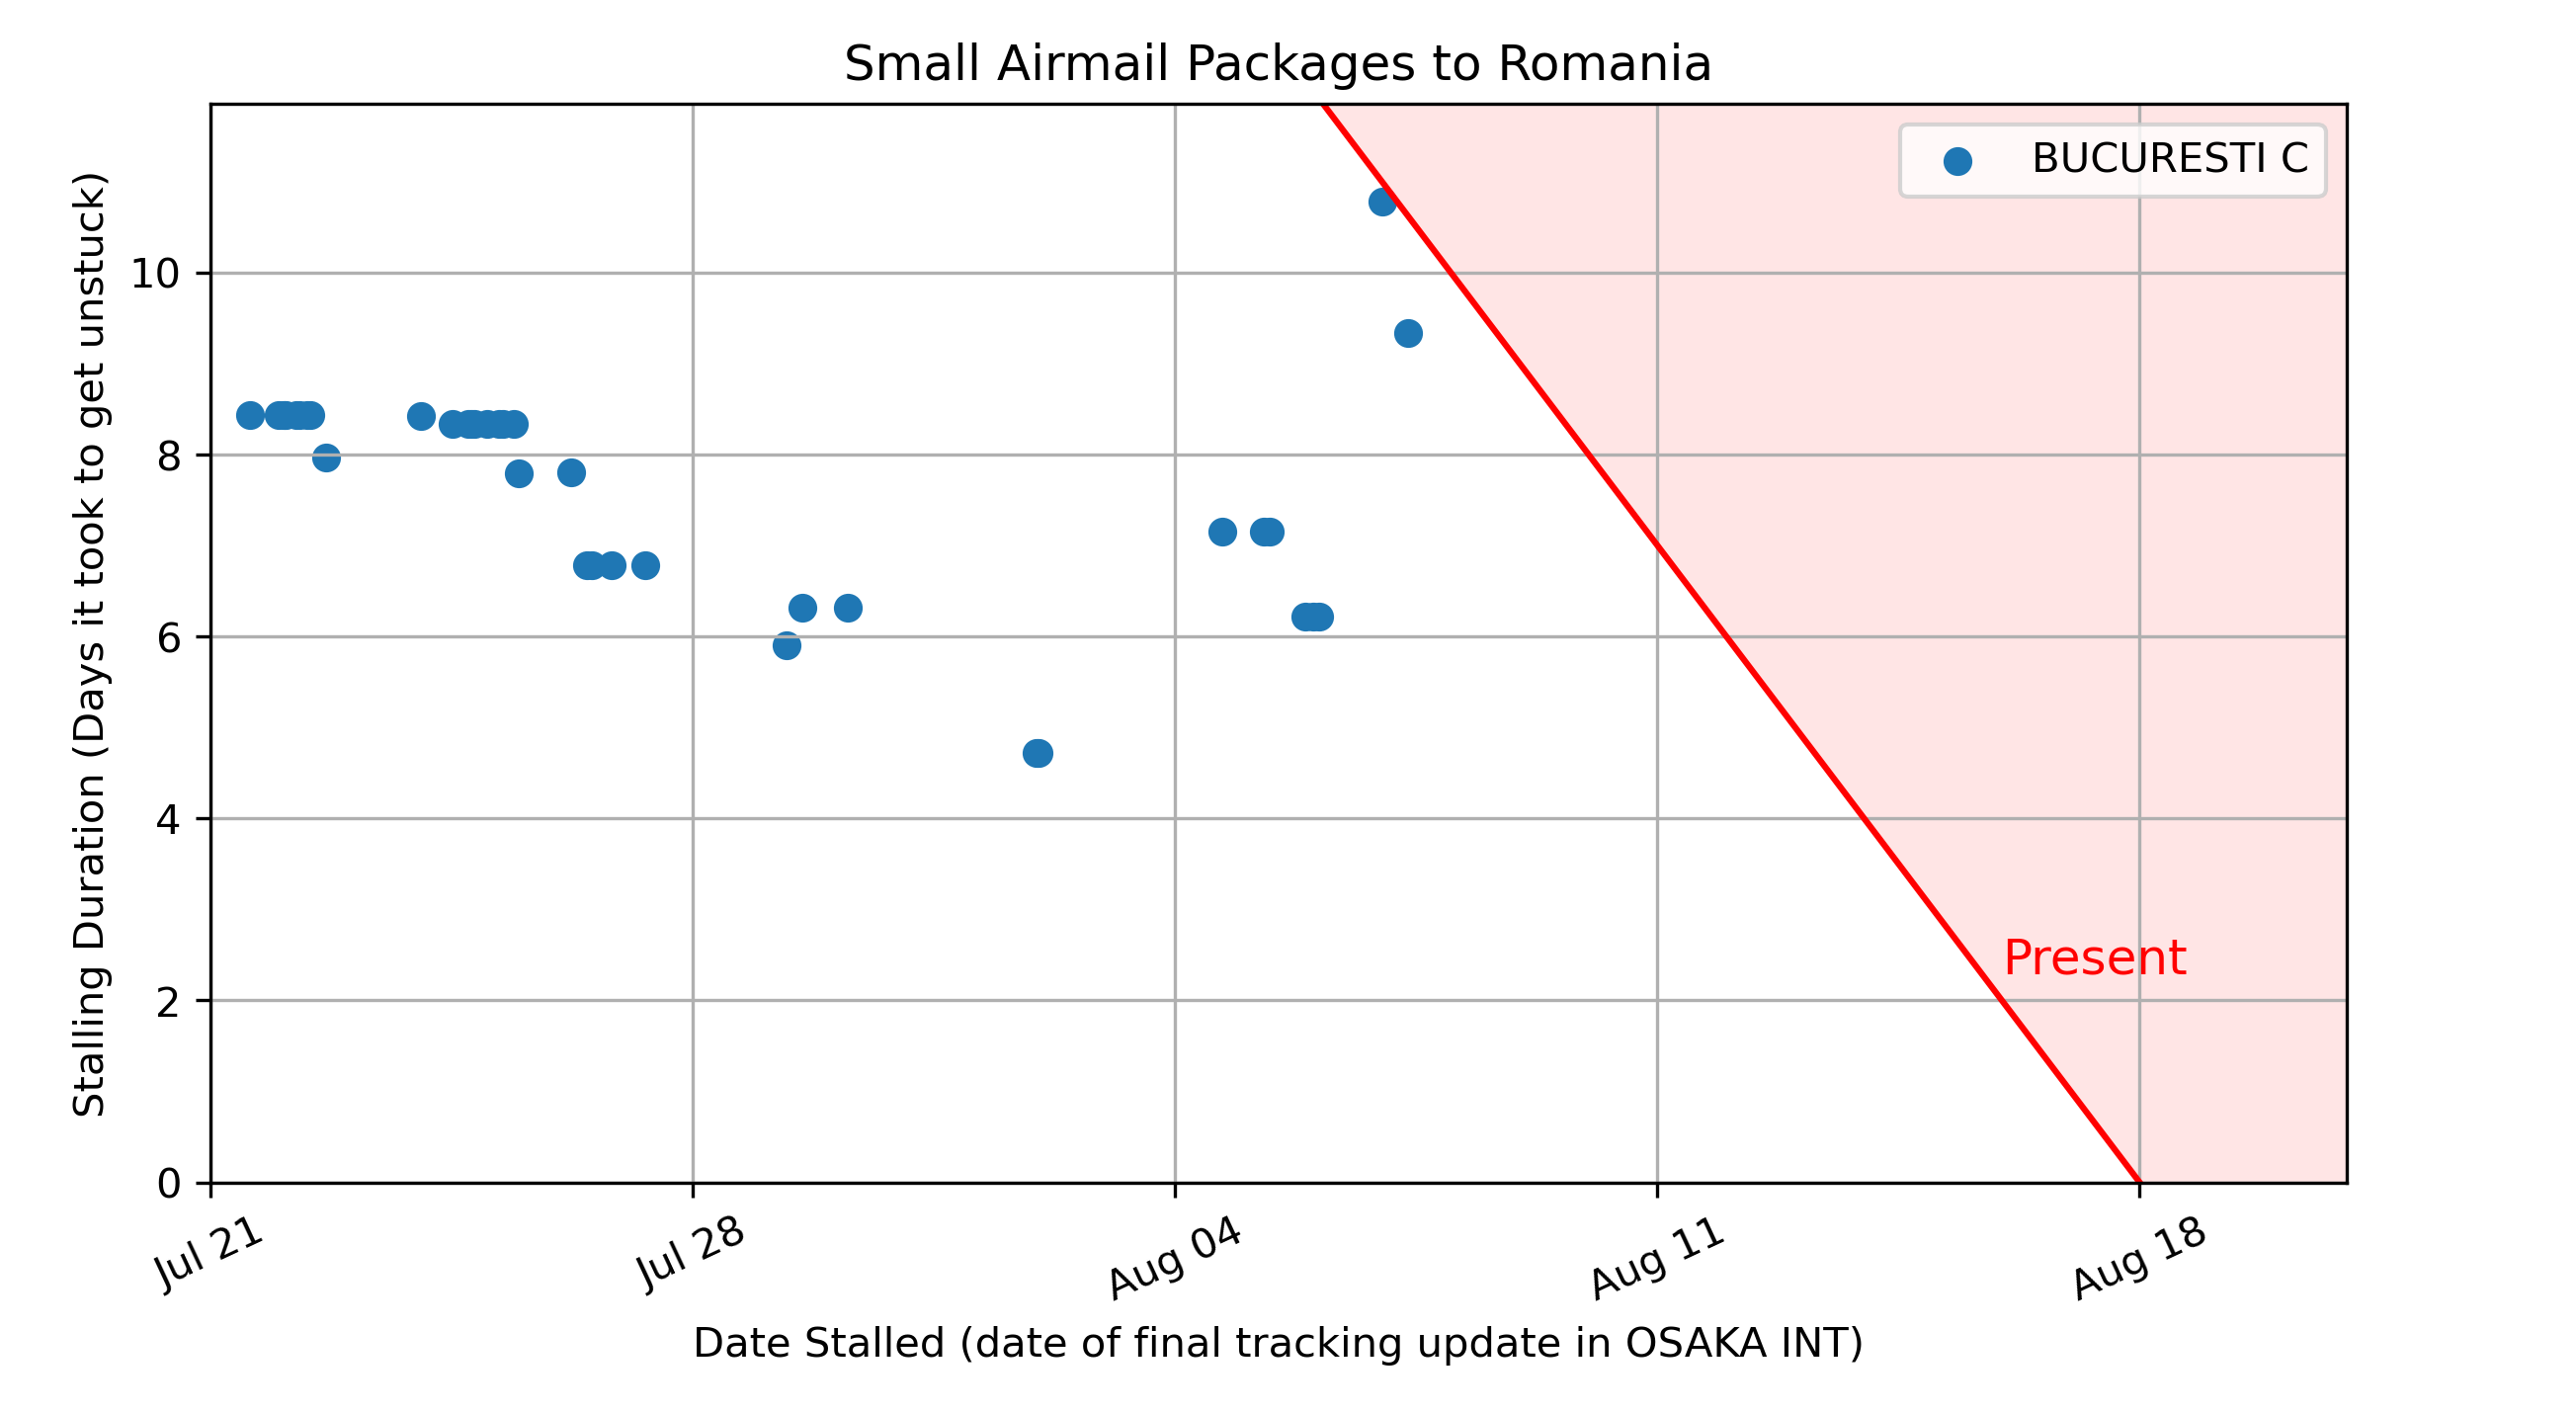 Small Airmail Packages to Romania
BUCURESTI C
Stalling Duration (Days it took to get unstuck)
10
8
6
4
2
0
Present
Jul 21
Jul 28
Aug 04
Aug 11
Aug 18
Date Stalled (date of final tracking update in OSAKA INT)